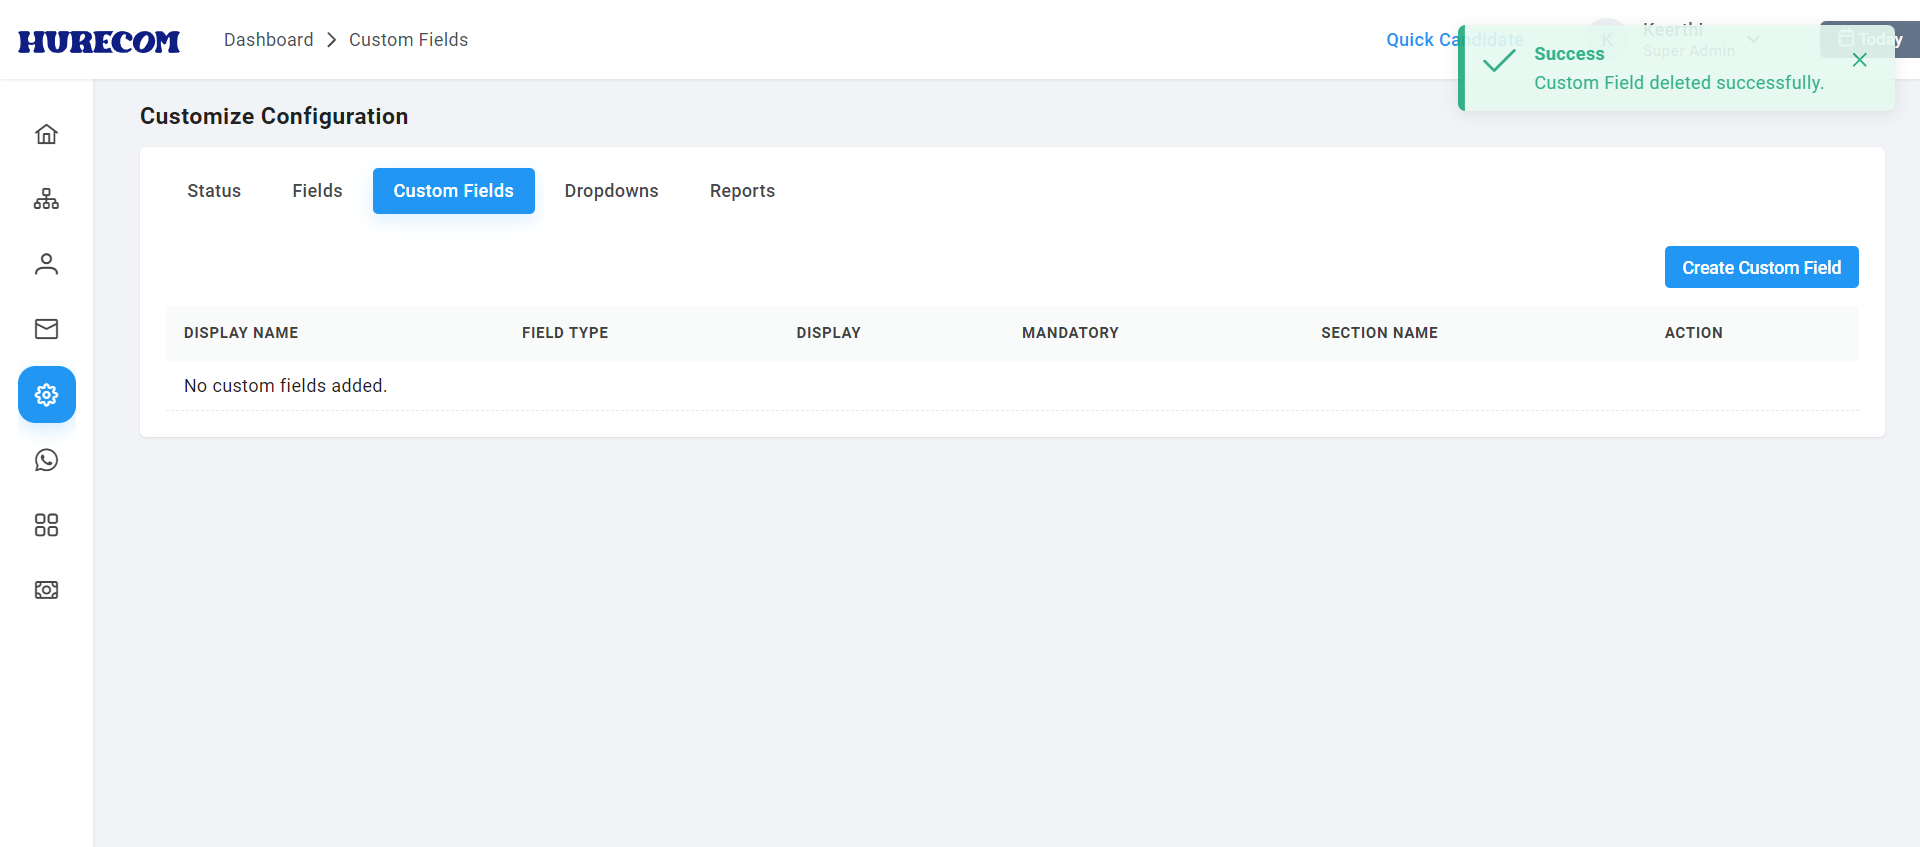 HURECOM
Dashboard > Custom Fields
Quick Candidate
K
Keerthi
Super Admin
Today
Success
Custom Field deleted successfully.
Customize Configuration
Status Fields Custom Fields Dropdowns Reports
Create Custom Field
DISPLAY NAME FIELD TYPE DISPLAY MANDATORY SECTION NAME ACTION
No custom fields added.